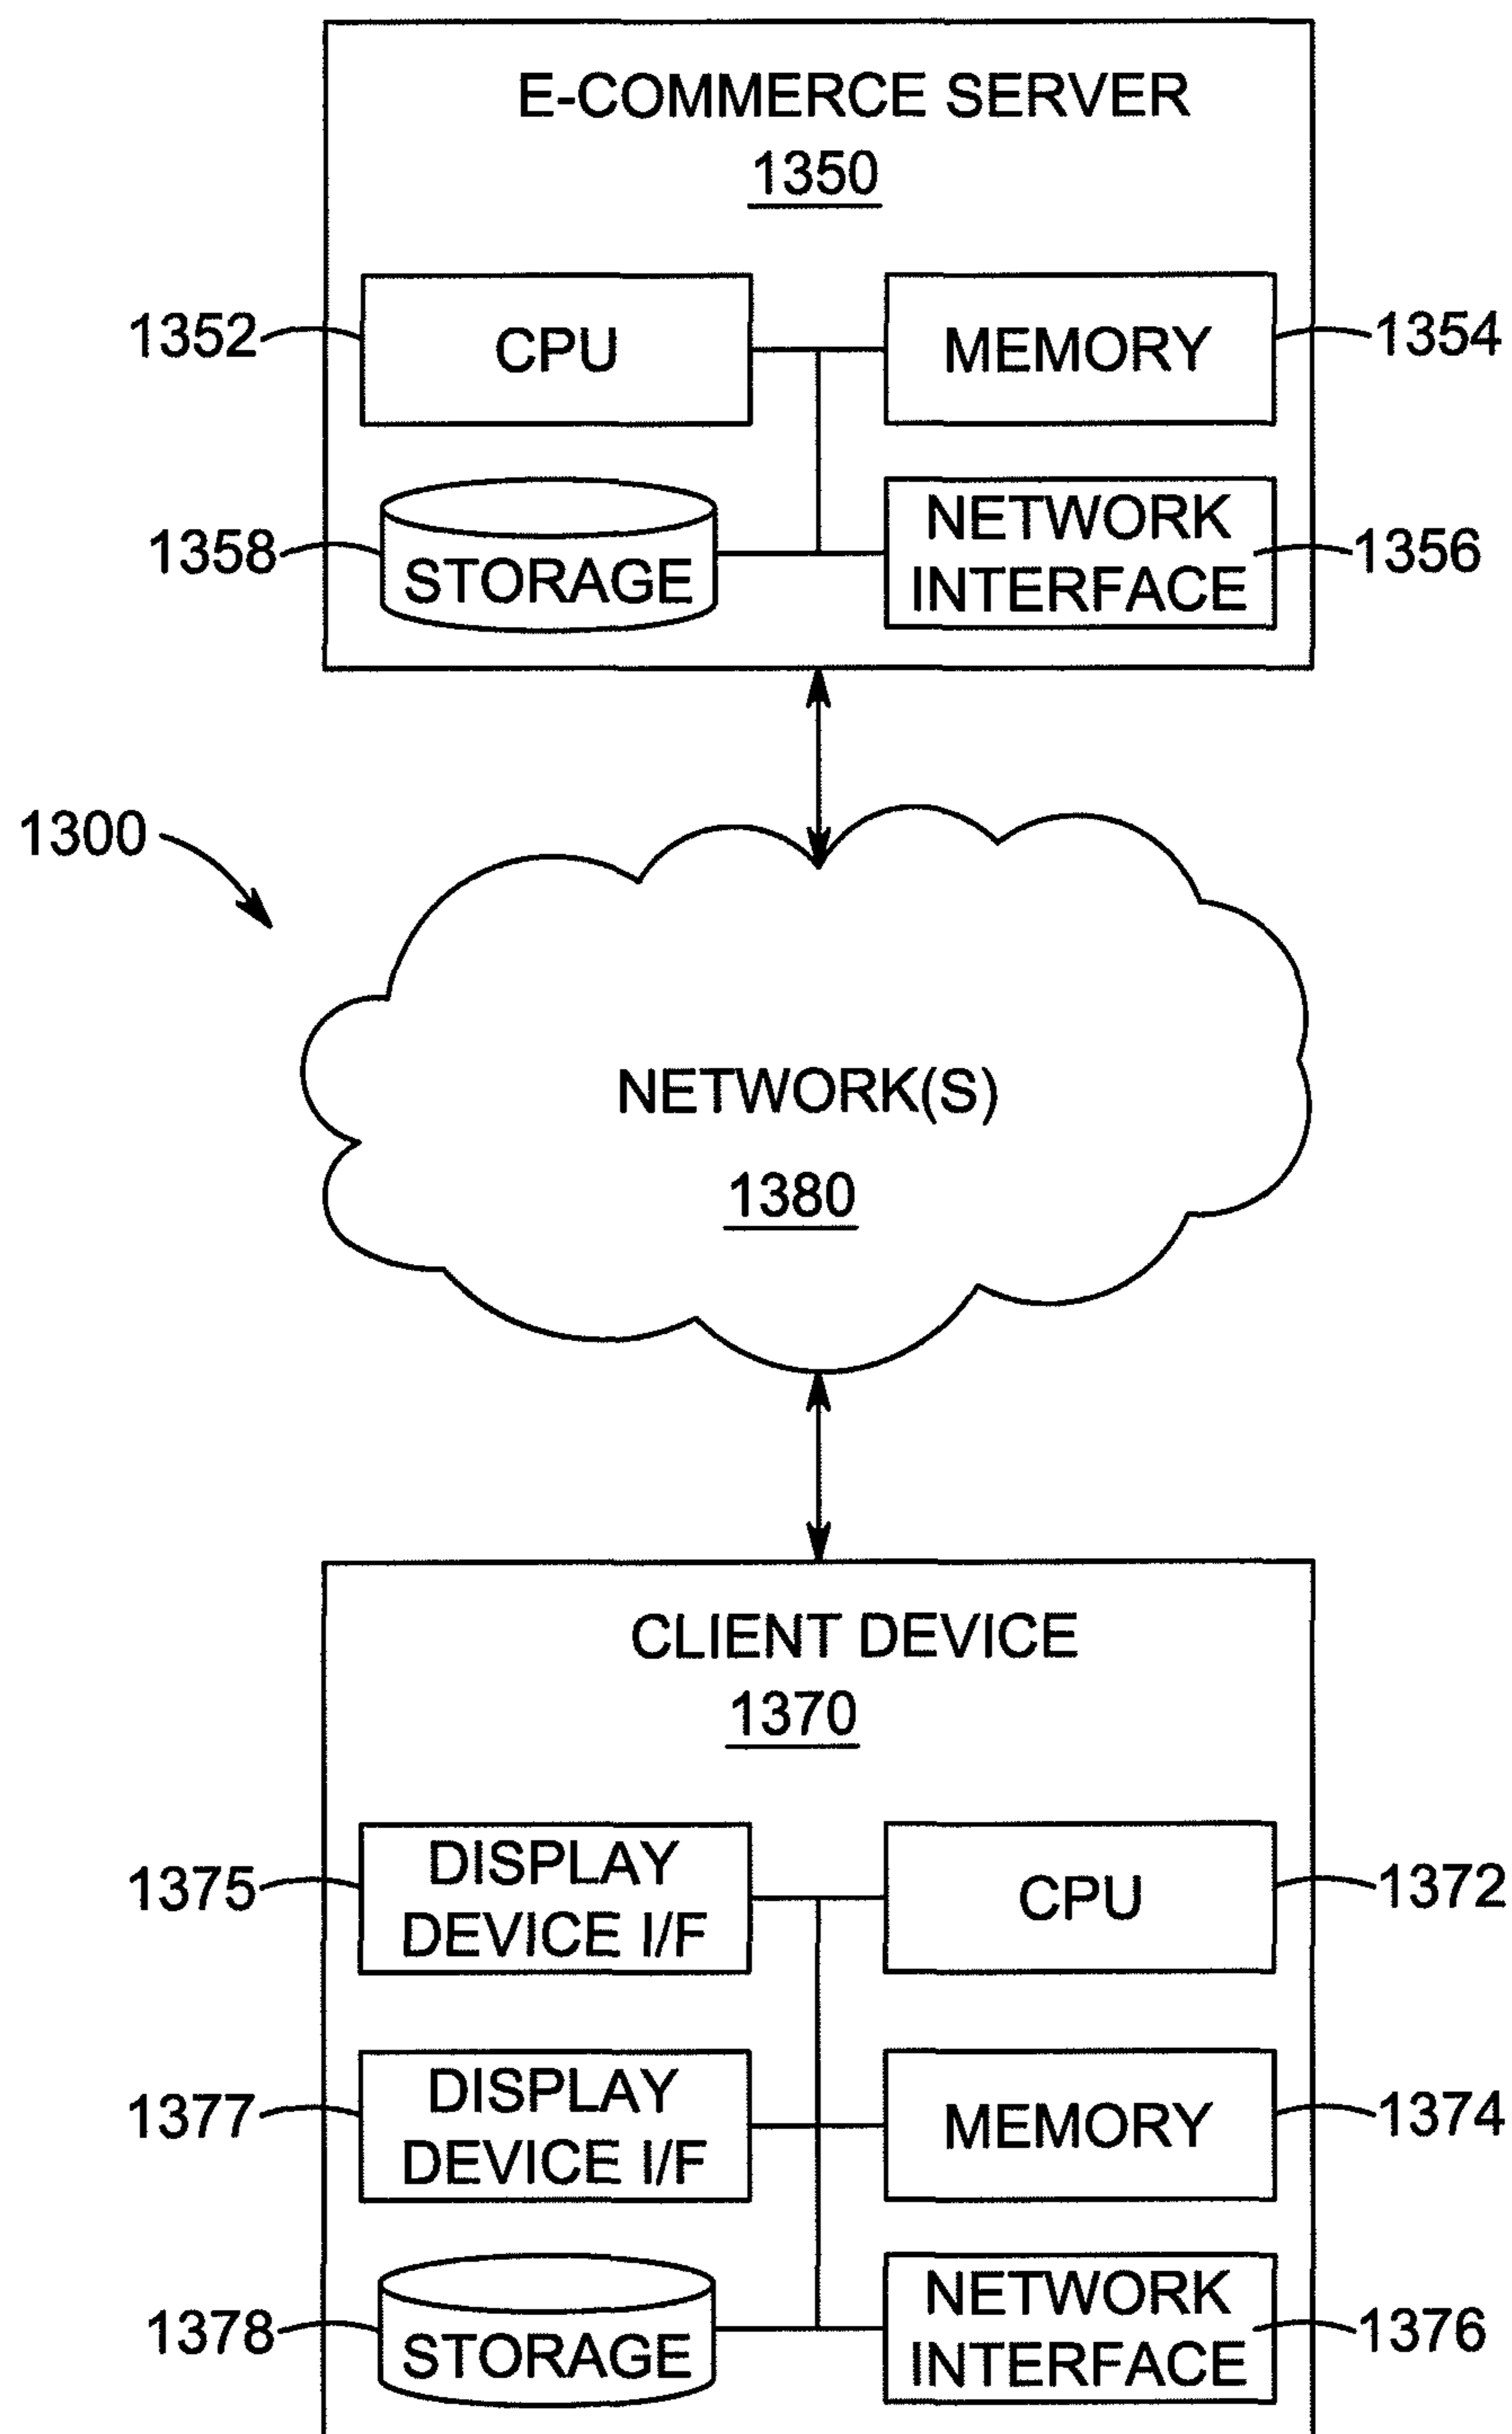 E-COMMERCE SERVER
1350
1352
CPU
MEMORY
1354
1358
STORAGE
NETWORK
INTERFACE
1356
1300
NETWORK(S)
1380
CLIENT DEVICE
1370
1375
DISPLAY
DEVICE I/F
CPU
1372
1377
DISPLAY
DEVICE I/F
MEMORY
1374
1378
STORAGE
NETWORK
INTERFACE
1376